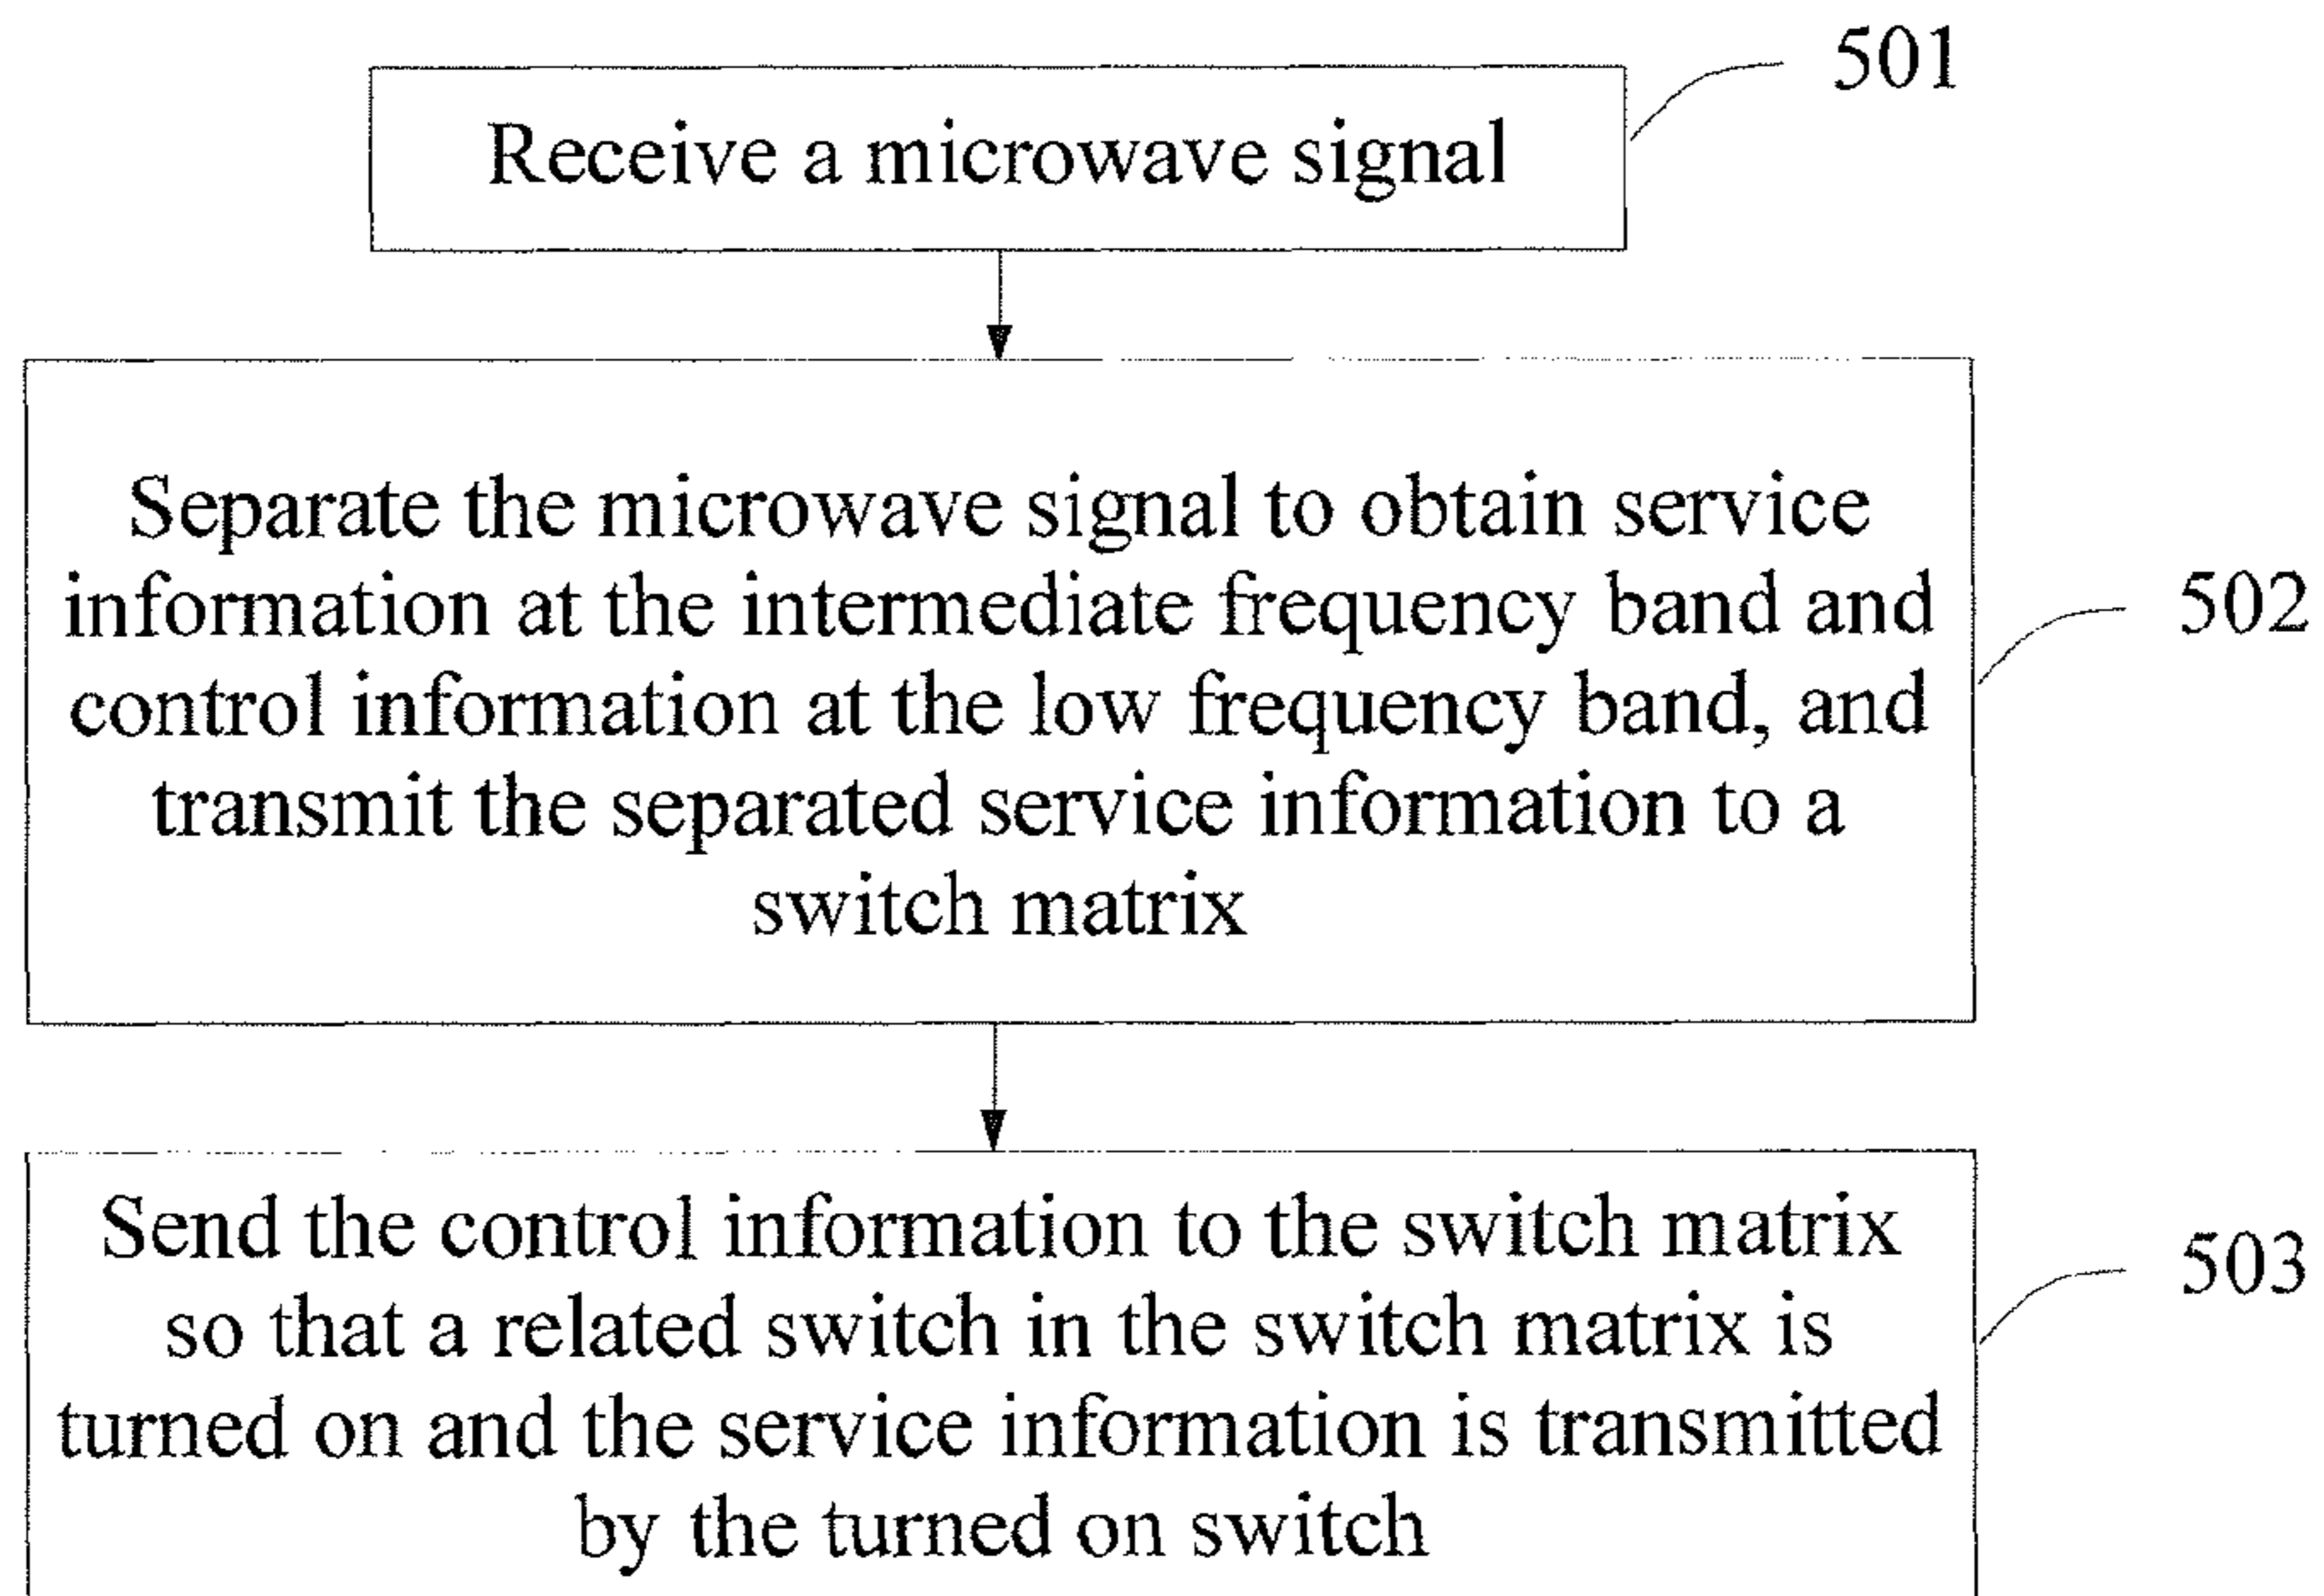 501
Receive a microwave signal
Separate the microwave signal to obtain service
information at the intermediate frequency band and
control information at the low frequency band, and
transmit the separated service information to a
switch matrix
502
Send the control information to the switch matrix
so that a related switch in the switch matrix is
turned on and the service information is transmitted
by the turned on switch
503